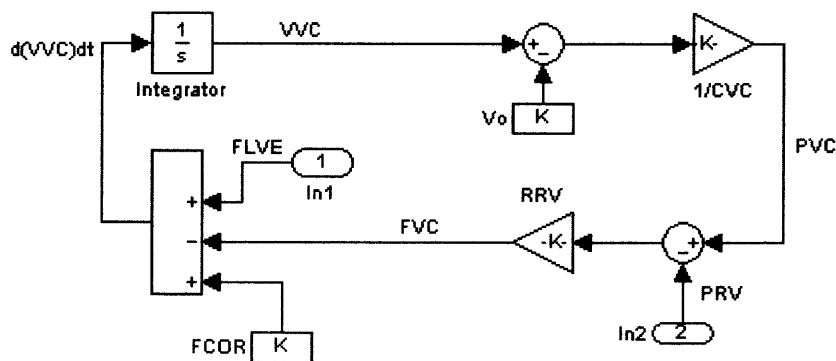 d(VVC)dt
1
s
Integrator
VVC
+
-
Vo
K
K-
1/CVC
PVC
FLVE
1
In1
RRV
+
-
+
FVC
-K-
-
+
PRV
In2
2
FCOR
K